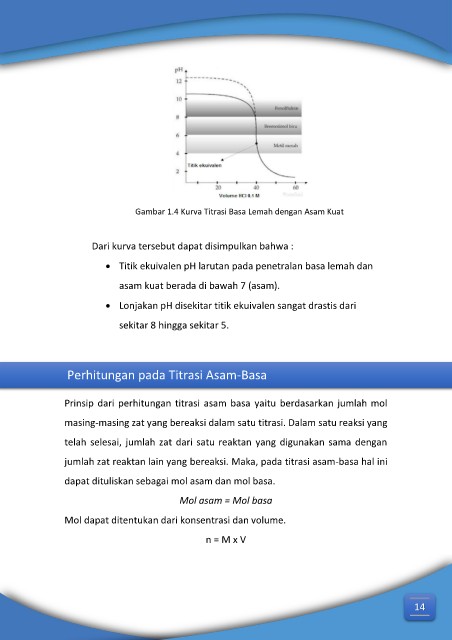 pH
12
10
Fenolftalein
8
Bromtimol biru
6
Metil merah
4
Titik ekuivalen
2
20
40
60
Volume HCl 0,1 M
Gambar 1.4 Kurva Titrasi Basa Lemah dengan Asam Kuat
Dari kurva tersebut dapat disimpulkan bahwa :
• Titik ekuivalen pH larutan pada penetralan basa lemah dan
asam kuat berada di bawah 7 (asam).
• Lonjakan pH disekitar titik ekuivalen sangat drastis dari
sekitar 8 hingga sekitar 5.
Perhitungan pada Titrasi Asam-Basa
Prinsip dari perhitungan titrasi asam basa yaitu berdasarkan jumlah mol
masing-masing zat yang bereaksi dalam satu titrasi. Dalam satu reaksi yang
telah selesai, jumlah zat dari satu reaktan yang digunakan sama dengan
jumlah zat reaktan lain yang bereaksi. Maka, pada titrasi asam-basa hal ini
dapat dituliskan sebagai mol asam dan mol basa.
Mol asam = Mol basa
Mol dapat ditentukan dari konsentrasi dan volume.
n = M x V
14